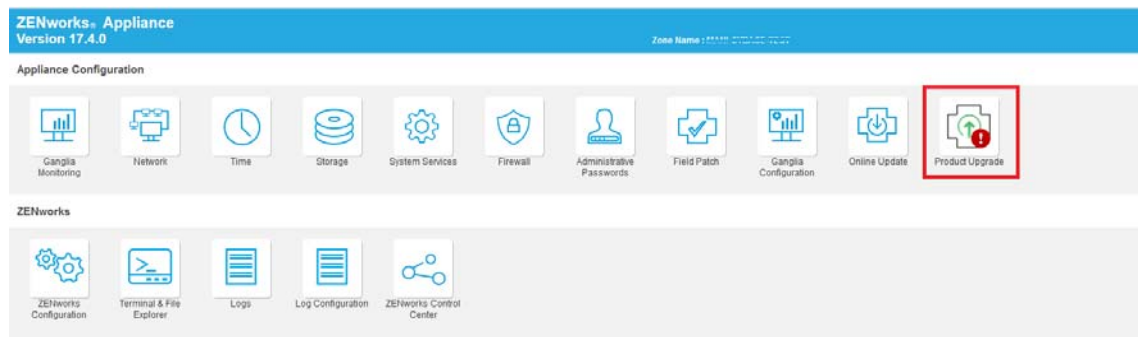 ZENworks® Appliance
Version 17.4.0
Zone Name :
Appliance Configuration
Ganglia
Monitoring
Network
Time
Storage
System Services
Firewall
Administrative
Passwords
Field Patch
Ganglia
Configuration
Online Update
Product Upgrade
ZENworks
ZENworks
Configuration
Terminal & File
Explorer
Logs
Log Configuration
ZENworks Control
Center